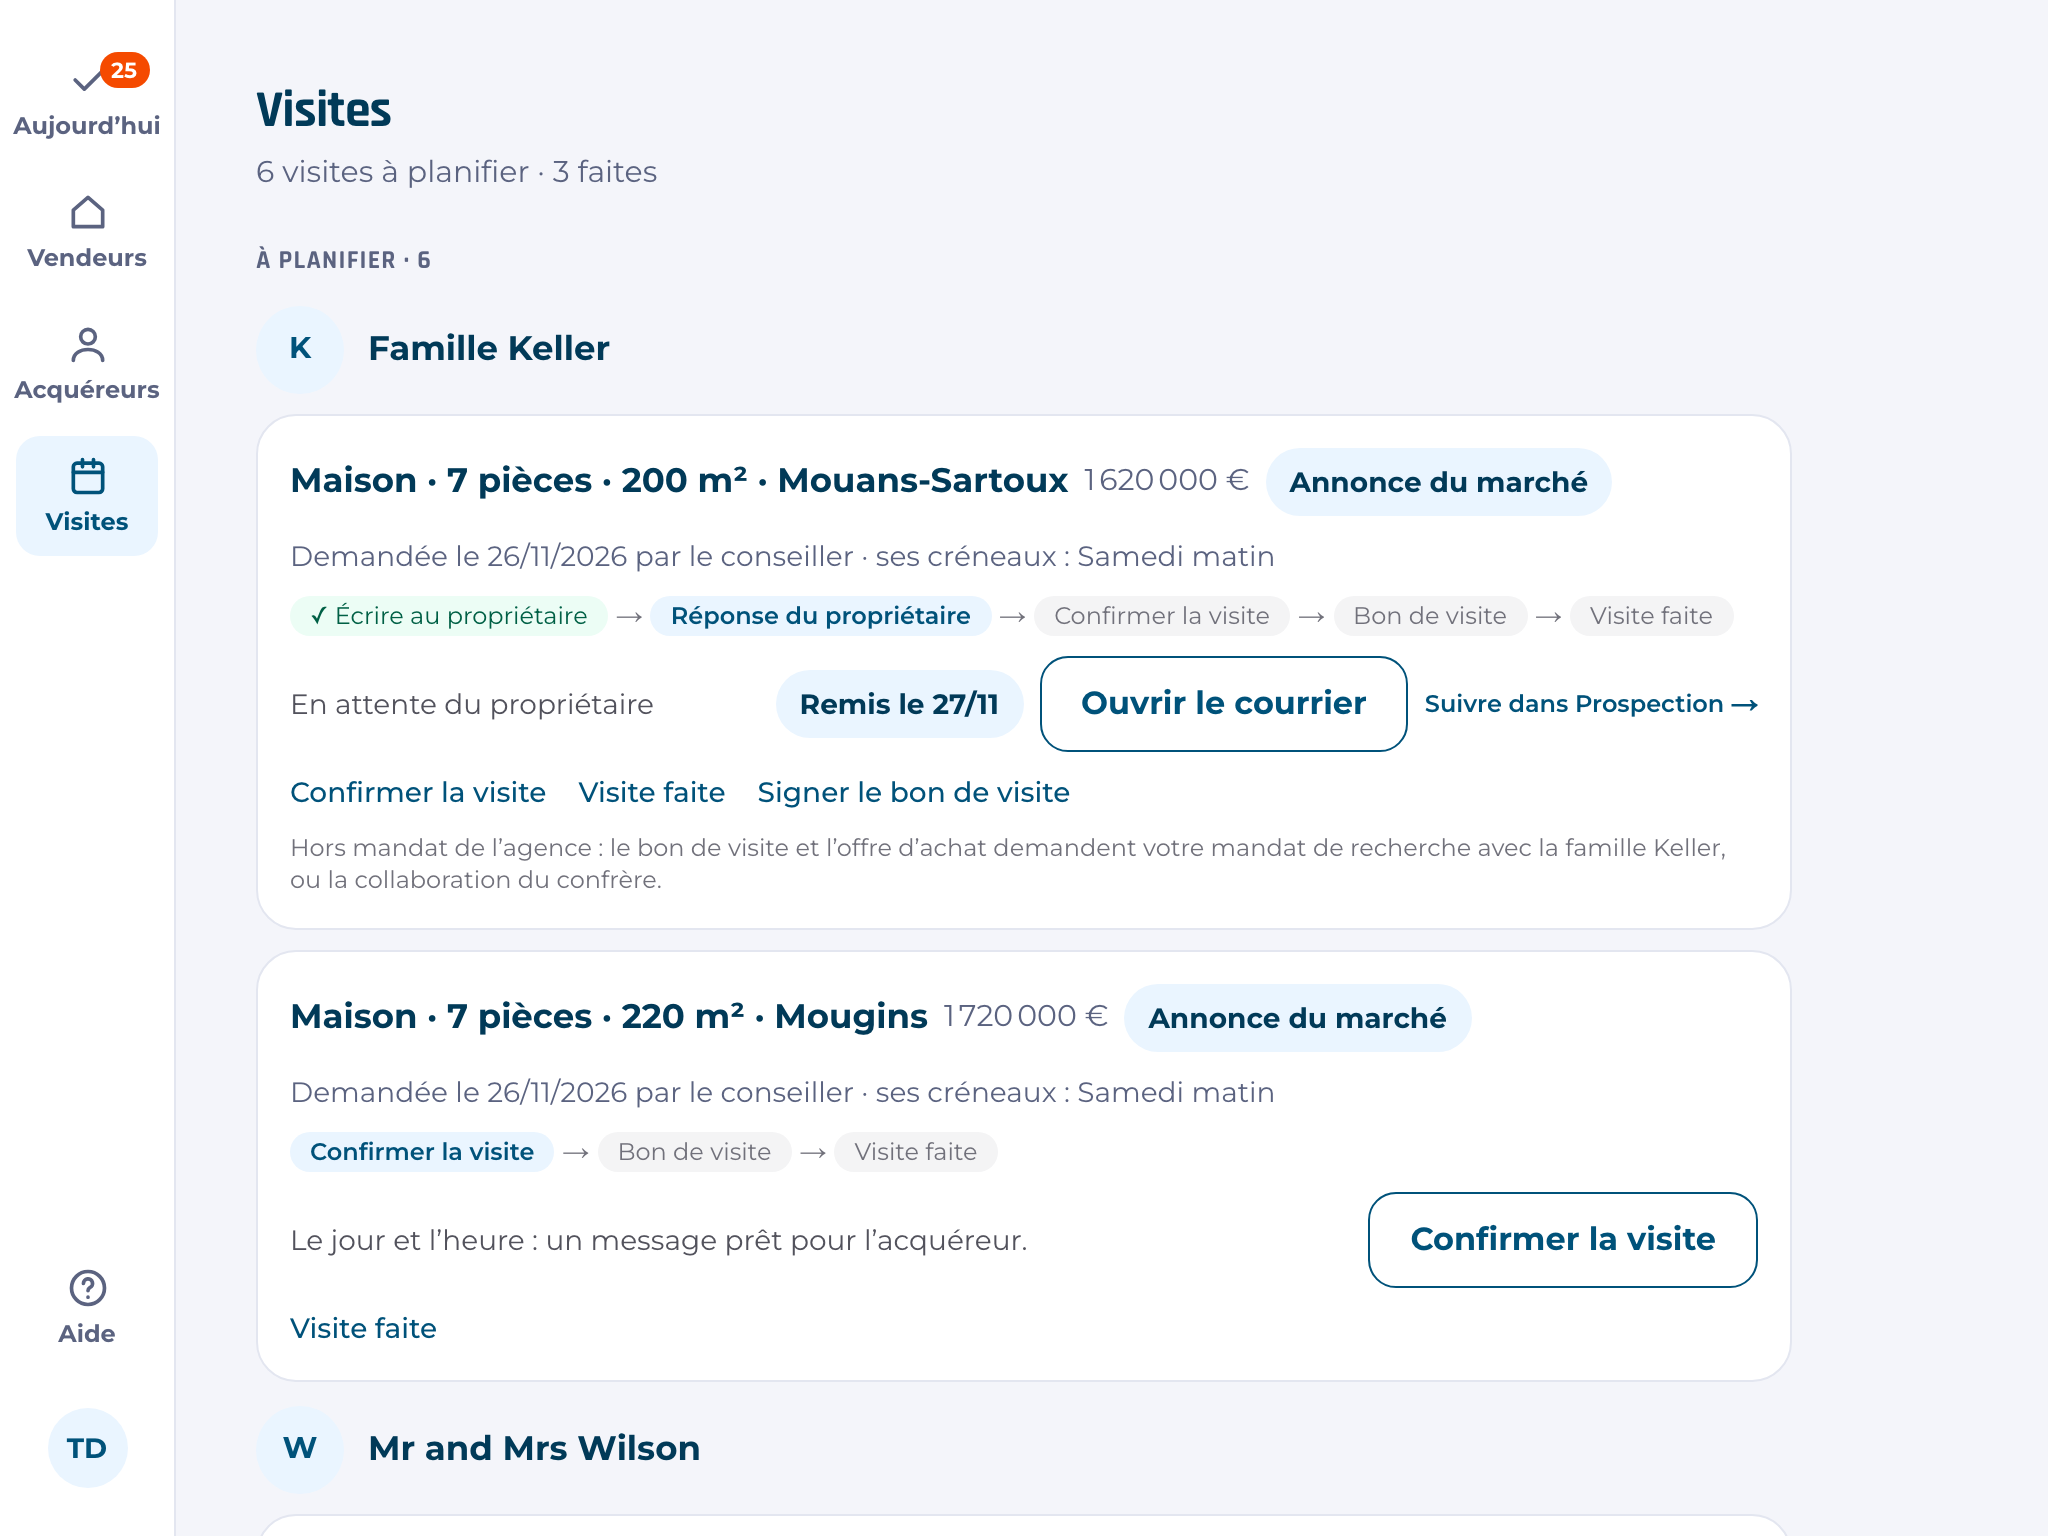 25
Aujourd’hui
Vendeurs
Acquéreurs
Visites
Aide
TD
Visites
6 visites à planifier · 3 faites
À PLANIFIER · 6
K Famille Keller
Maison · 7 pièces · 200 m² · Mouans-Sartoux 1 620 000 € Annonce du marché
Demandée le 26/11/2026 par le conseiller · ses créneaux : Samedi matin
✓ Écrire au propriétaire → Réponse du propriétaire → Confirmer la visite → Bon de visite → Visite faite
En attente du propriétaire Remis le 27/11 Ouvrir le courrier Suivre dans Prospection →
Confirmer la visite Visite faite Signer le bon de visite
Hors mandat de l’agence : le bon de visite et l’offre d’achat demandent votre mandat de recherche avec la famille Keller,
ou la collaboration du confrère.
Maison · 7 pièces · 220 m² · Mougins 1 720 000 € Annonce du marché
Demandée le 26/11/2026 par le conseiller · ses créneaux : Samedi matin
Confirmer la visite → Bon de visite → Visite faite
Le jour et l’heure : un message prêt pour l’acquéreur. Confirmer la visite
Visite faite
W Mr and Mrs Wilson